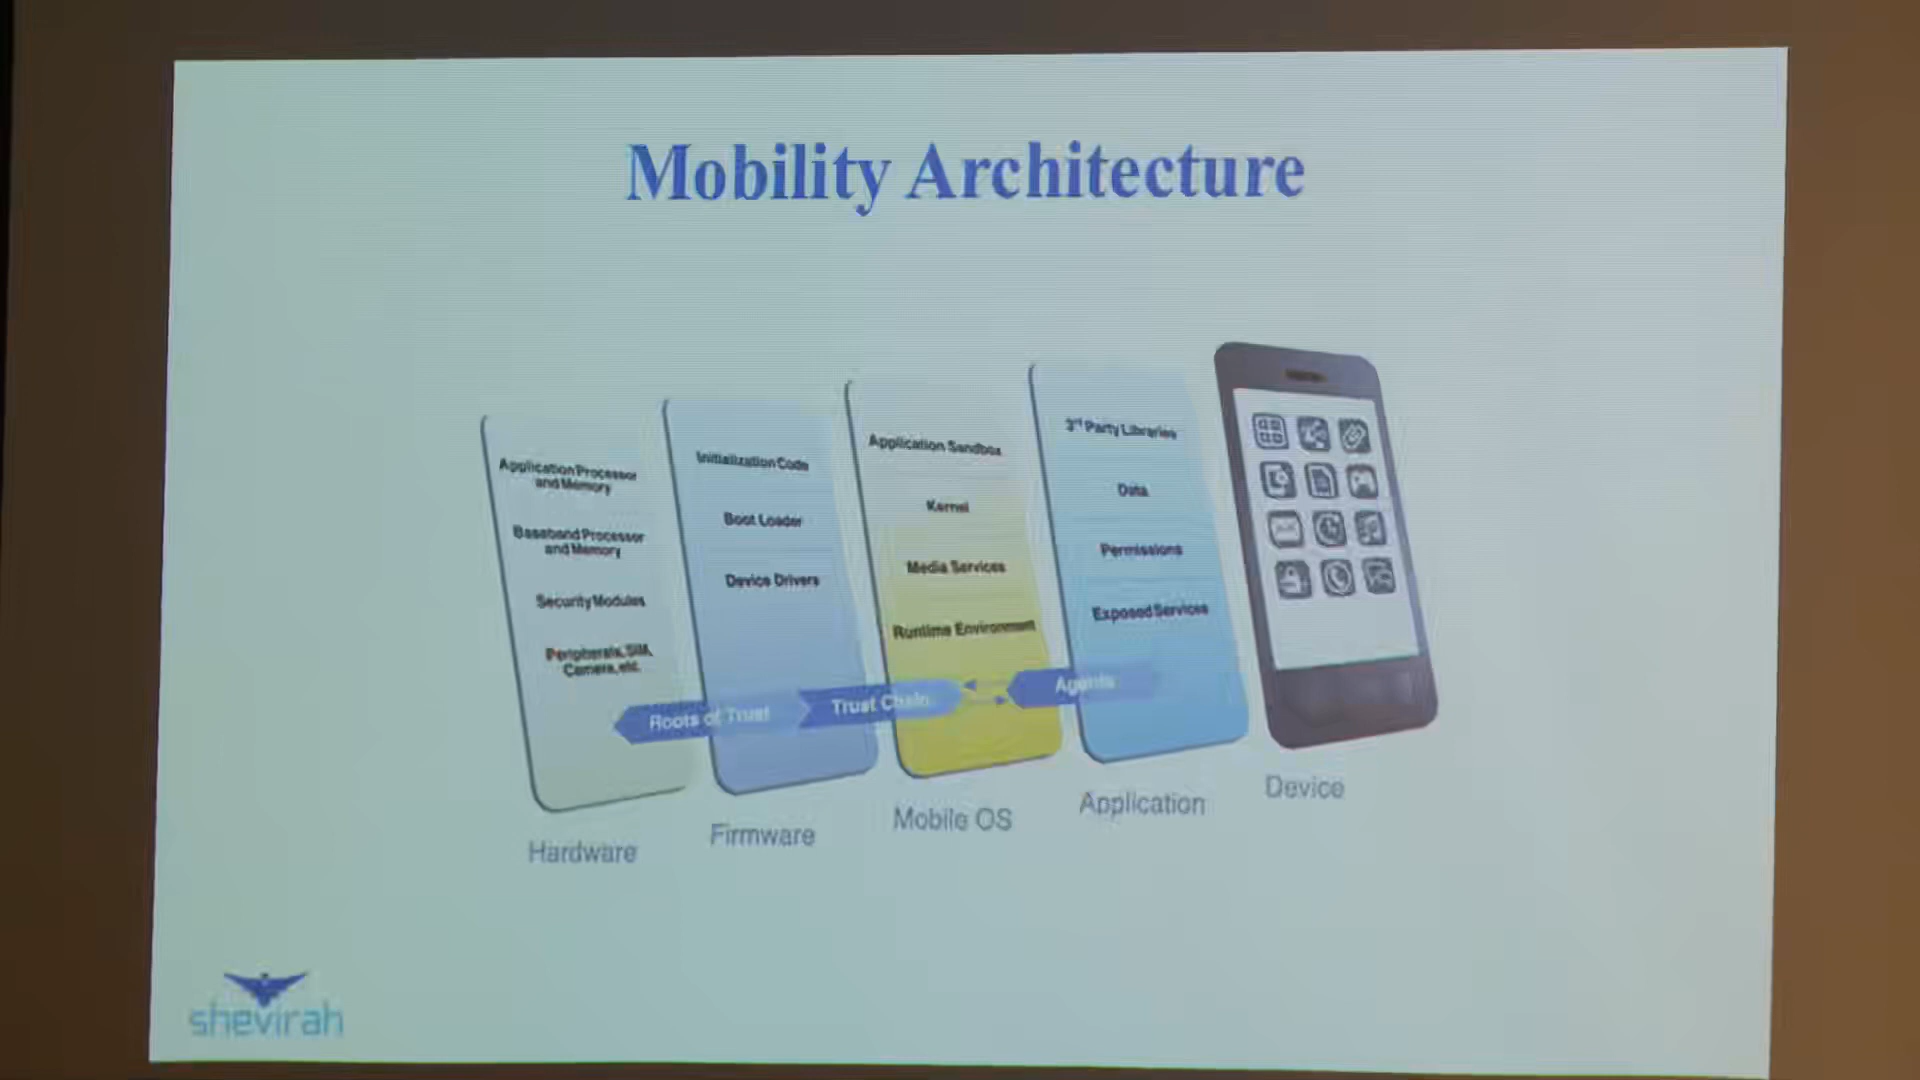 Mobility Architecture
Application Processor
and Memory
Baseband Processor
and Memory
Security Modules
Peripherals, SIM,
Camera, etc.
Initialization Code
Boot Loader
Device Drivers
Application Sandbox
Kernel
Media Services
Runtime Environment
3rd Party Libraries
Data
Permissions
Exposed Services
Roots of Trust
Trust Chain
Agents
Hardware
Firmware
Mobile OS
Application
Device
shevirah